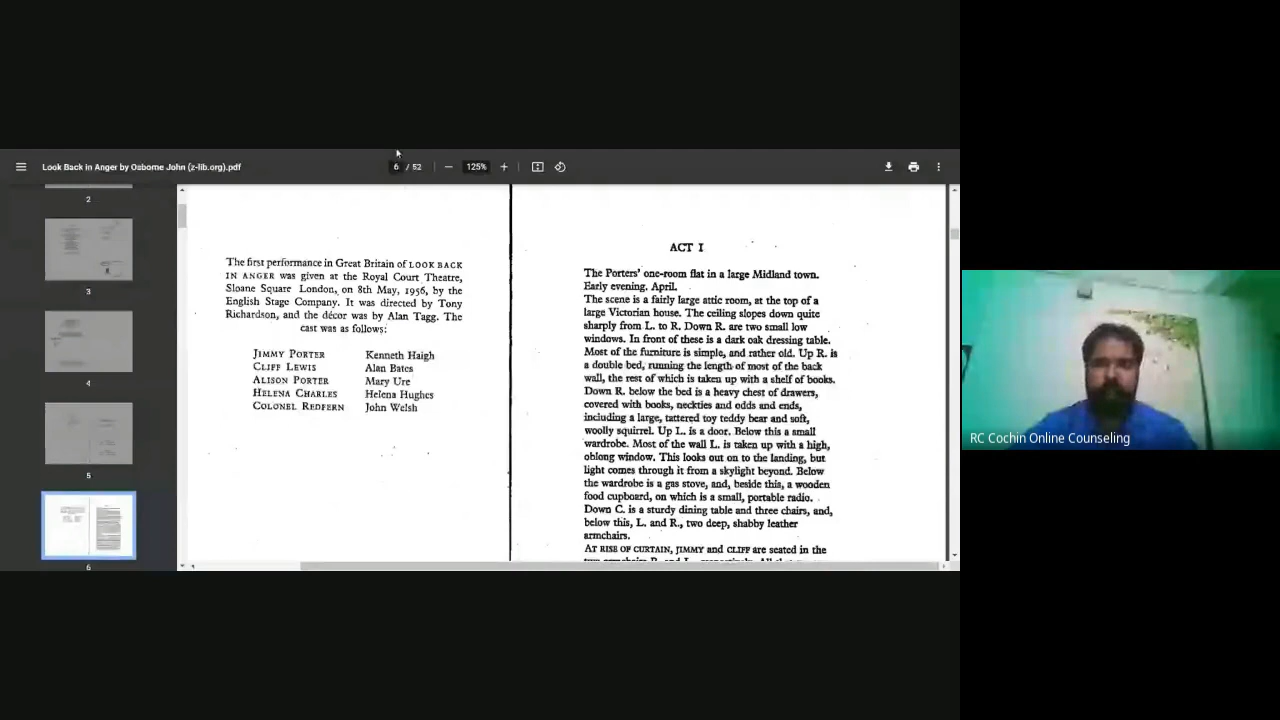 Look Back in Anger by Osborne John (z-lib.org).pdf
6 / 52
125%
2
3
4
5
6
The first performance in Great Britain of LOOK BACK
IN ANGER was given at the Royal Court Theatre,
Sloane Square London, on 8th May, 1956, by the
English Stage Company. It was directed by Tony
Richardson, and the décor was by Alan Tagg. The
cast was as follows:
JIMMY PORTER Kenneth Haigh
CLIFF LEWIS Alan Bates
ALISON PORTER Mary Ure
HELENA CHARLES Helena Hughes
COLONEL REDFERN John Welsh
ACT I
The Porters' one-room flat in a large Midland town.
Early evening. April.
The scene is a fairly large attic room, at the top of a
large Victorian house. The ceiling slopes down quite
sharply from L. to R. Down R. are two small low
windows. In front of these is a dark oak dressing table.
Most of the furniture is simple, and rather old. Up R. is
a double bed, running the length of most of the back
wall, the rest of which is taken up with a shelf of books.
Down R. below the bed is a heavy chest of drawers,
covered with books, neckties and odds and ends,
including a large, tattered toy teddy bear and soft,
woolly squirrel. Up L. is a door. Below this a small
wardrobe. Most of the wall L. is taken up with a high,
oblong window. This looks out on to the landing, but
light comes through it from a skylight beyond. Below
the wardrobe is a gas stove, and, beside this, a wooden
food cupboard, on which is a small, portable radio.
Down C. is a sturdy dining table and three chairs, and,
below this, L. and R., two deep, shabby leather
armchairs.
AT RISE OF CURTAIN, JIMMY and CLIFF are seated in the
RC Cochin Online Counseling